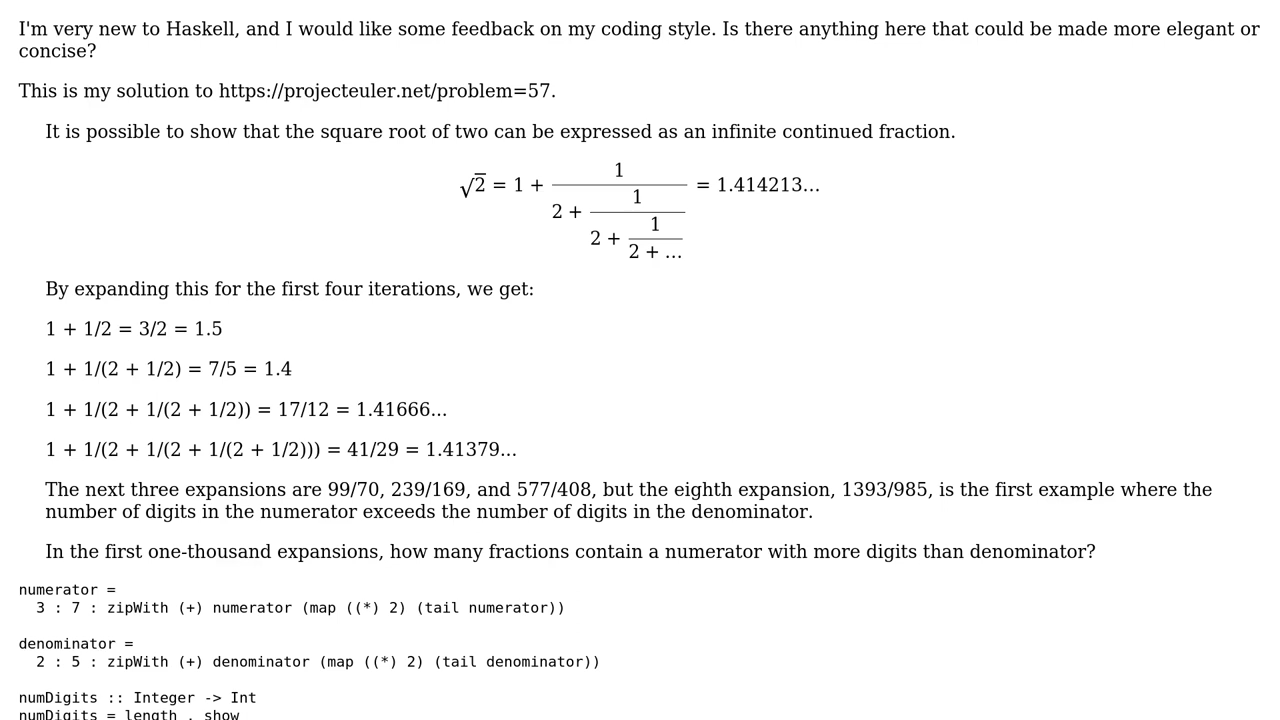 I'm very new to Haskell, and I would like some feedback on my coding style. Is there anything here that could be made more elegant or
concise?
This is my solution to https://projecteuler.net/problem=57.
It is possible to show that the square root of two can be expressed as an infinite continued fraction.
1
√2 = 1 + = 1.414213…
1
2 +
1
2 +
2 + …
By expanding this for the first four iterations, we get:
1 + 1/2 = 3/2 = 1.5
1 + 1/(2 + 1/2) = 7/5 = 1.4
1 + 1/(2 + 1/(2 + 1/2)) = 17/12 = 1.41666…
1 + 1/(2 + 1/(2 + 1/(2 + 1/2))) = 41/29 = 1.41379…
The next three expansions are 99/70, 239/169, and 577/408, but the eighth expansion, 1393/985, is the first example where the
number of digits in the numerator exceeds the number of digits in the denominator.
In the first one-thousand expansions, how many fractions contain a numerator with more digits than denominator?
numerator =
  3 : 7 : zipWith (+) numerator (map ((*) 2) (tail numerator))
denominator =
  2 : 5 : zipWith (+) denominator (map ((*) 2) (tail denominator))
numDigits :: Integer -> Int
numDigits = length . show